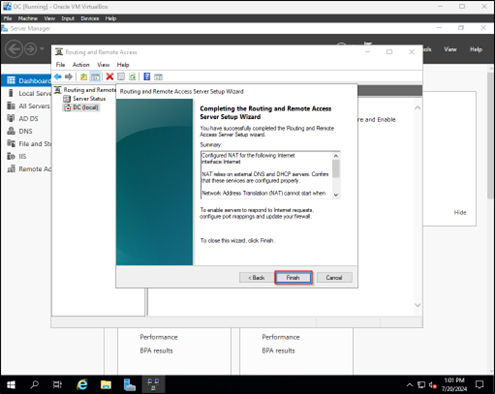 DC [Running] - Oracle VM VirtualBox
File Machine View Input Devices Help
Server Manager
Tools View Help
Dashboard
Local Server
All Servers
AD DS
DNS
File and St
IIS
Remote Ac
Routing and Remote Access
File Action View Help
Routing and Remote
Server Status
DC (local)
re and Enable
Hide
Routing and Remote Access Server Setup Wizard
Completing the Routing and Remote Access
Server Setup Wizard
You have successfully completed the Routing and Remote
Access Server Setup wizard.
Summary:
Configured NAT for the following Internet
interface:Internet
NAT relies on external DNS and DHCP servers. Confirm
that these services are configured properly.
Network Address Translation (NAT) cannot start when
To enable servers to respond to Internet requests,
configure port mappings and update your firewall.
To close this wizard, click Finish.
< Back Finish Cancel
Performance Performance
BPA results BPA results
1:01 PM
7/20/2024